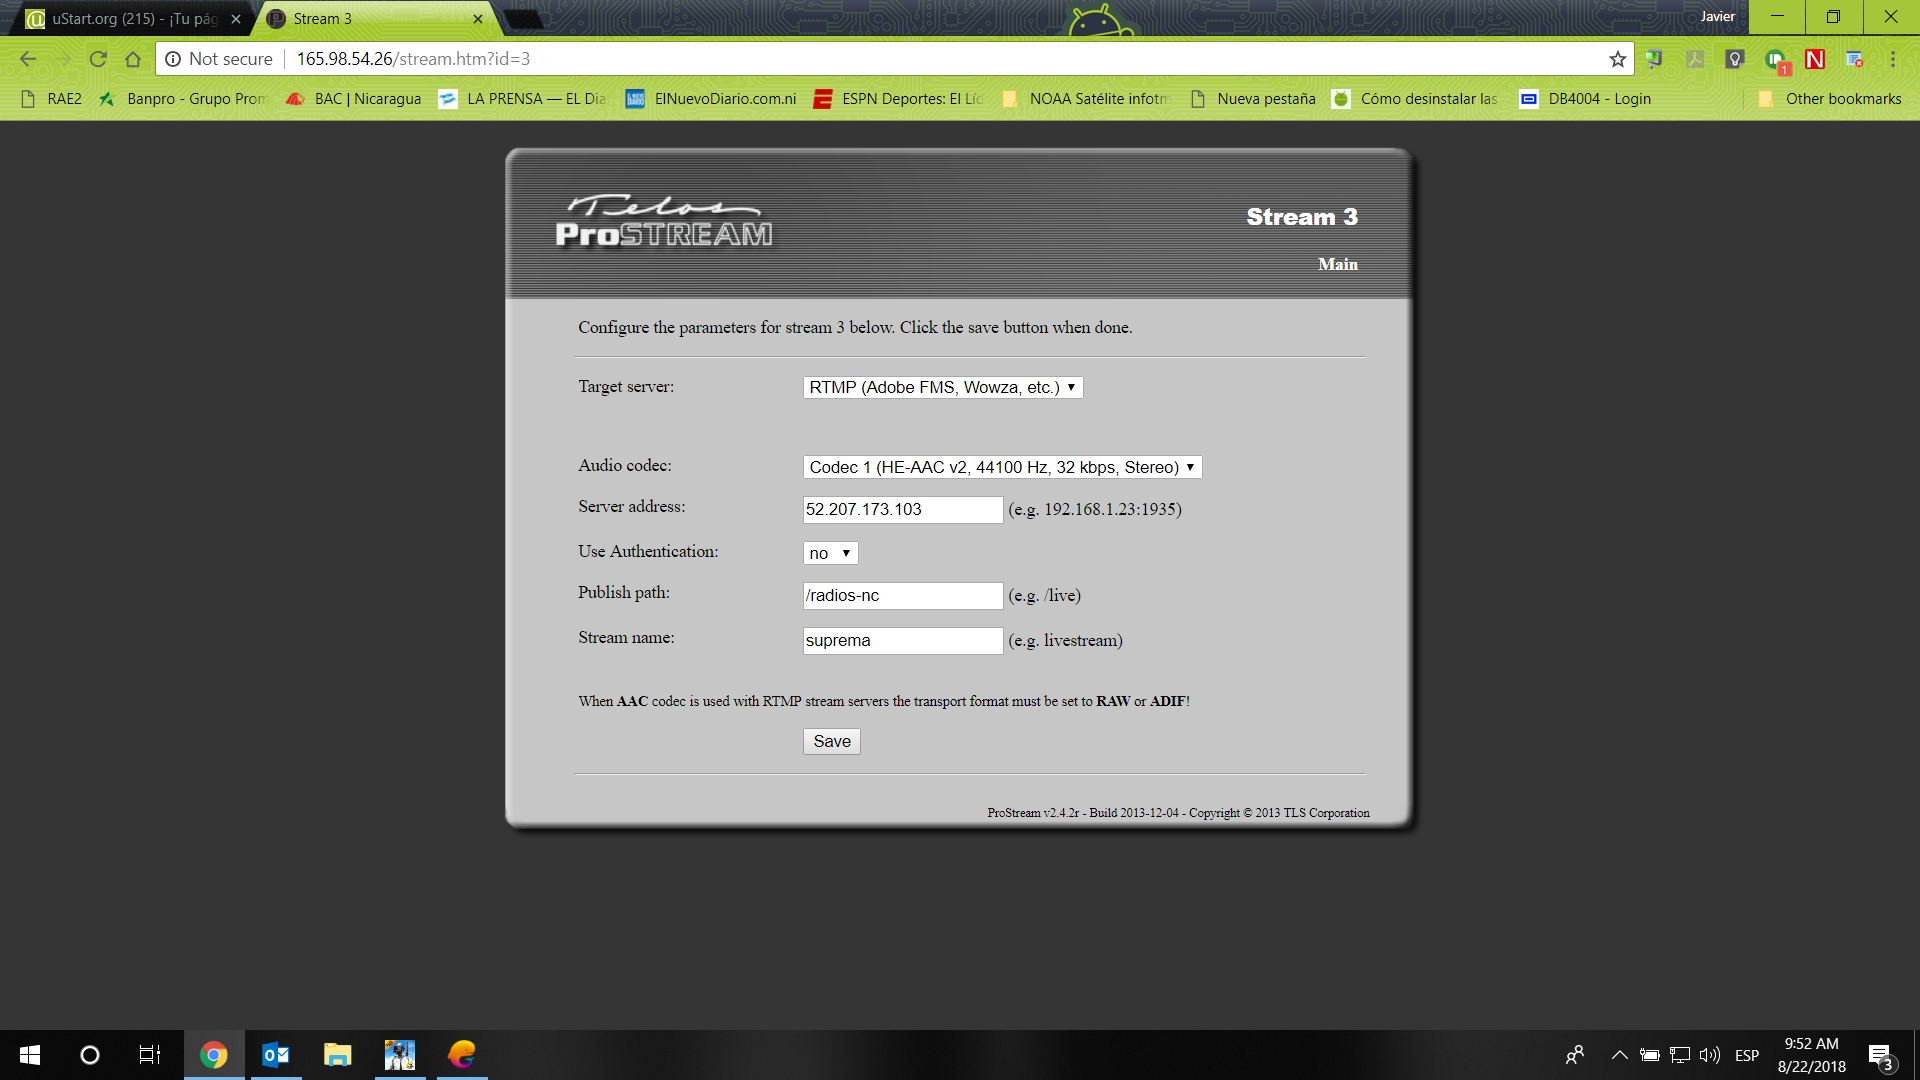 uStart.org (215) - ¡Tu pág
Stream 3
Javier
Not secure
165.98.54.26/stream.htm?id=3
1
RAE2
Banpro - Grupo Prom
BAC | Nicaragua
LA PRENSA — EL Dia
ElNuevoDiario.com.ni
ESPN Deportes: El Líd
NOAA Satélite infotm
Nueva pestaña
Cómo desinstalar las
DB4004 - Login
Other bookmarks
Telos
ProSTREAM
Stream 3
Main
Configure the parameters for stream 3 below. Click the save button when done.
Target server:
RTMP (Adobe FMS, Wowza, etc.)
Audio codec:
Codec 1 (HE-AAC v2, 44100 Hz, 32 kbps, Stereo)
Server address:
52.207.173.103
(e.g. 192.168.1.23:1935)
Use Authentication:
no
Publish path:
/radios-nc
(e.g. /live)
Stream name:
suprema
(e.g. livestream)
When AAC codec is used with RTMP stream servers the transport format must be set to RAW or ADIF!
Save
ProStream v2.4.2r - Build 2013-12-04 - Copyright © 2013 TLS Corporation
ESP
9:52 AM
8/22/2018
3